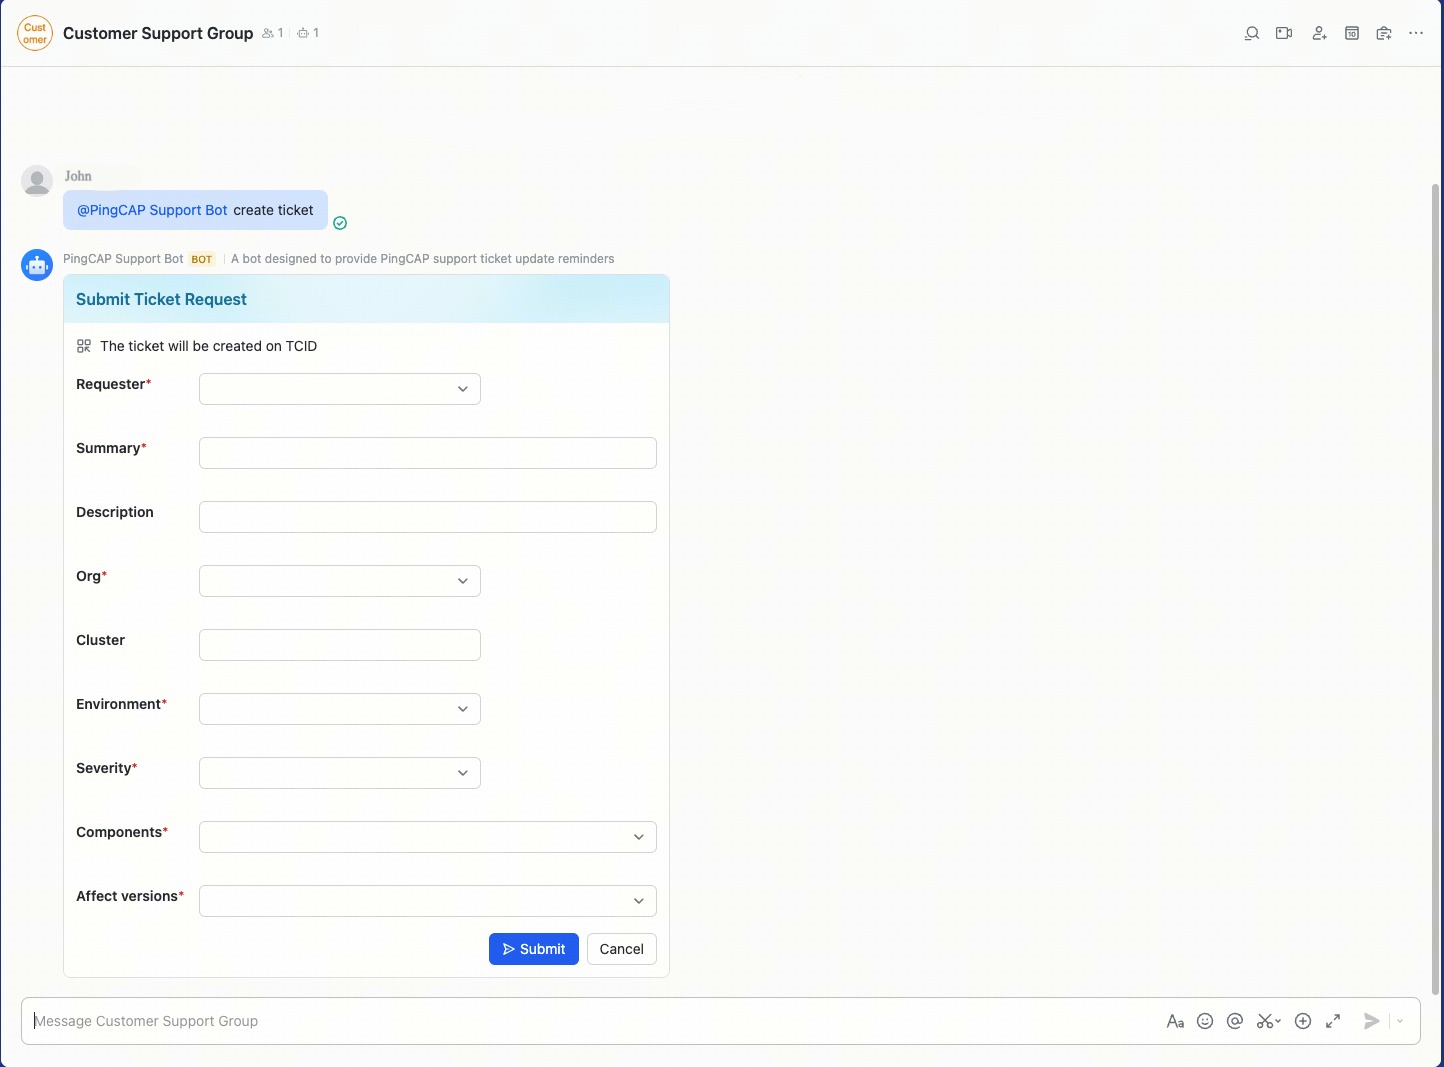 Cust
omer
Customer Support Group 1 1
10
John
@PingCAP Support Bot create ticket
PingCAP Support Bot BOT A bot designed to provide PingCAP support ticket update reminders
Submit Ticket Request
The ticket will be created on TCID
Requester*
Summary*
Description
Org*
Cluster
Environment*
Severity*
Components*
Affect versions*
Submit Cancel
Message Customer Support Group Aa